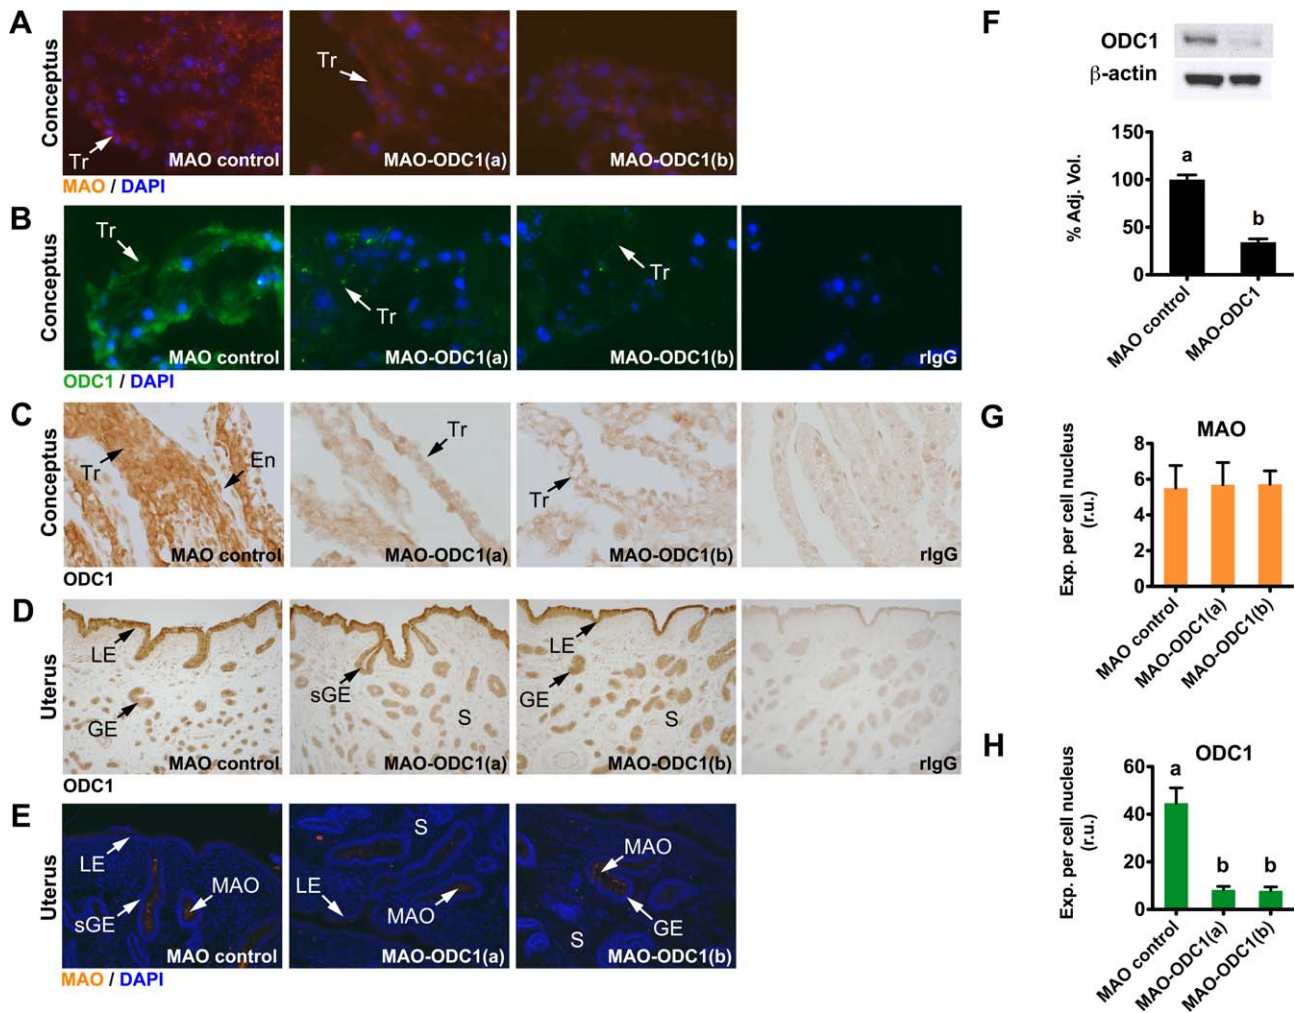 A
Conceptus
Tr
MAO control
Tr
MAO-ODC1(a)
MAO-ODC1(b)
MAO / DAPI
B
Conceptus
Tr
MAO control
Tr
MAO-ODC1(a)
Tr
MAO-ODC1(b)
rIgG
ODC1 / DAPI
C
Conceptus
Tr
En
MAO control
Tr
MAO-ODC1(a)
Tr
MAO-ODC1(b)
rIgG
ODC1
D
Uterus
LE
GE
MAO control
sGE
S
MAO-ODC1(a)
LE
GE
S
MAO-ODC1(b)
rIgG
ODC1
E
Uterus
LE
sGE
MAO
MAO control
S
LE
MAO
MAO-ODC1(a)
MAO
GE
S
MAO-ODC1(b)
MAO / DAPI
F
ODC1
β-actin
% Adj. Vol.
150
100
50
0
a
b
MAO control
MAO-ODC1
G
MAO
Exp. per cell nucleus
(r.u.)
8
6
4
2
0
MAO control
MAO-ODC1(a)
MAO-ODC1(b)
H
ODC1
Exp. per cell nucleus
(r.u.)
60
40
20
0
a
b
b
MAO control
MAO-ODC1(a)
MAO-ODC1(b)